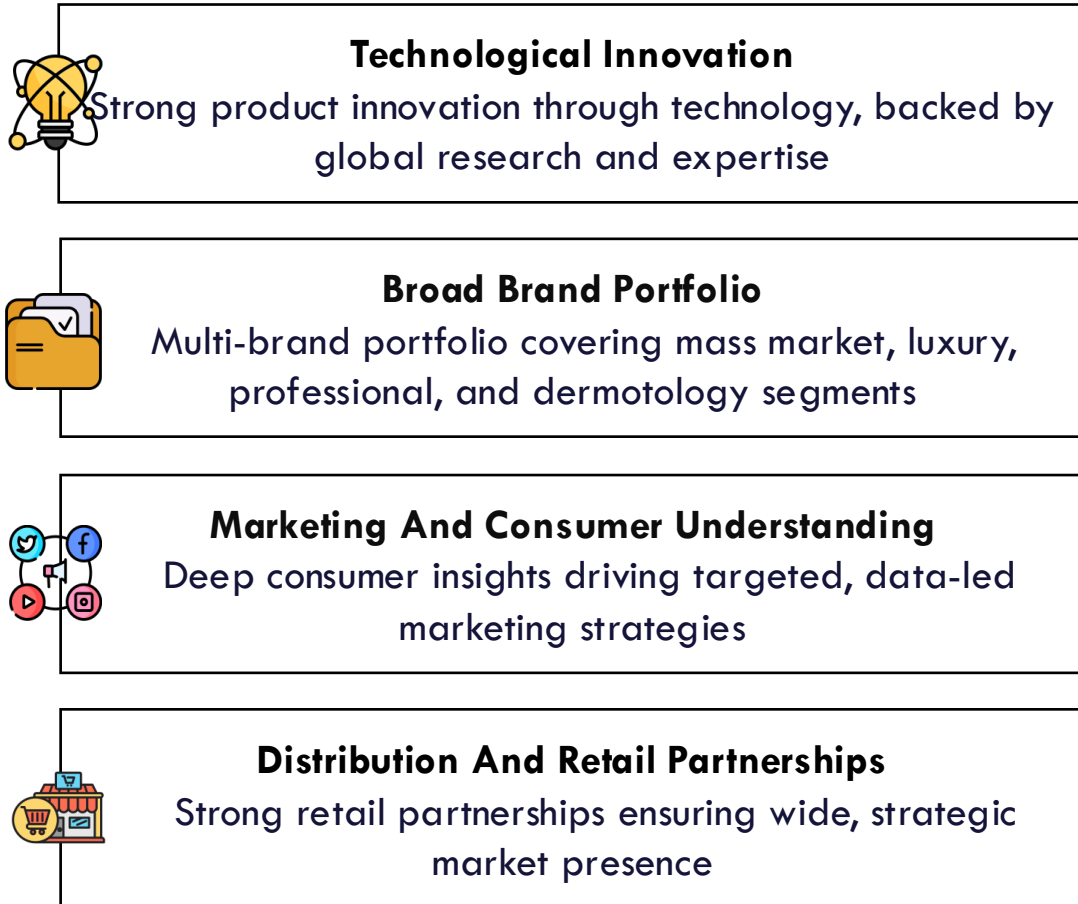 Technological Innovation
Strong product innovation through technology, backed by
global research and expertise
Broad Brand Portfolio
Multi-brand portfolio covering mass market, luxury,
professional, and dermotology segments
Marketing And Consumer Understanding
Deep consumer insights driving targeted, data-led
marketing strategies
Distribution And Retail Partnerships
Strong retail partnerships ensuring wide, strategic
market presence